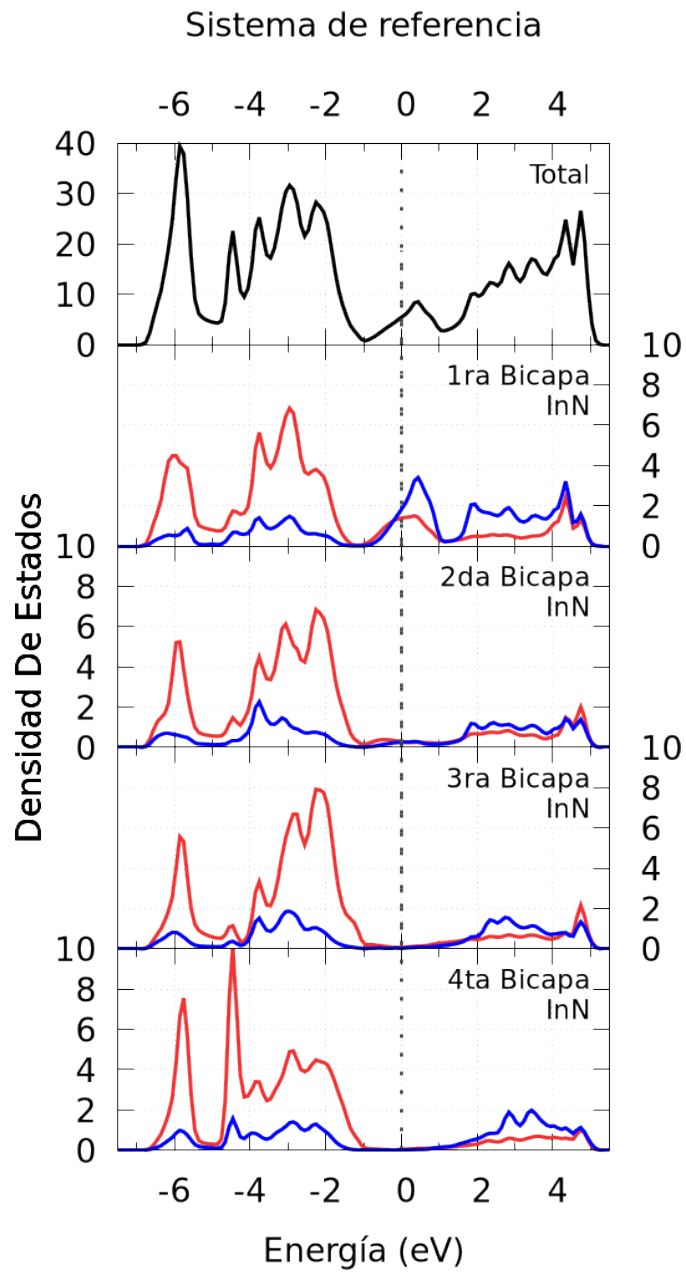 Sistema de referencia
-6 -4 -2 0 2 4
40
Total
30
20
10
0
10
1ra Bicapa
InN
8
6
4
2
0
10
2da Bicapa
InN
8
6
4
2
0
10
3ra Bicapa
InN
8
6
4
2
0
10
4ta Bicapa
InN
8
6
4
2
0
Densidad De Estados
-6 -4 -2 0 2 4
Energía (eV)